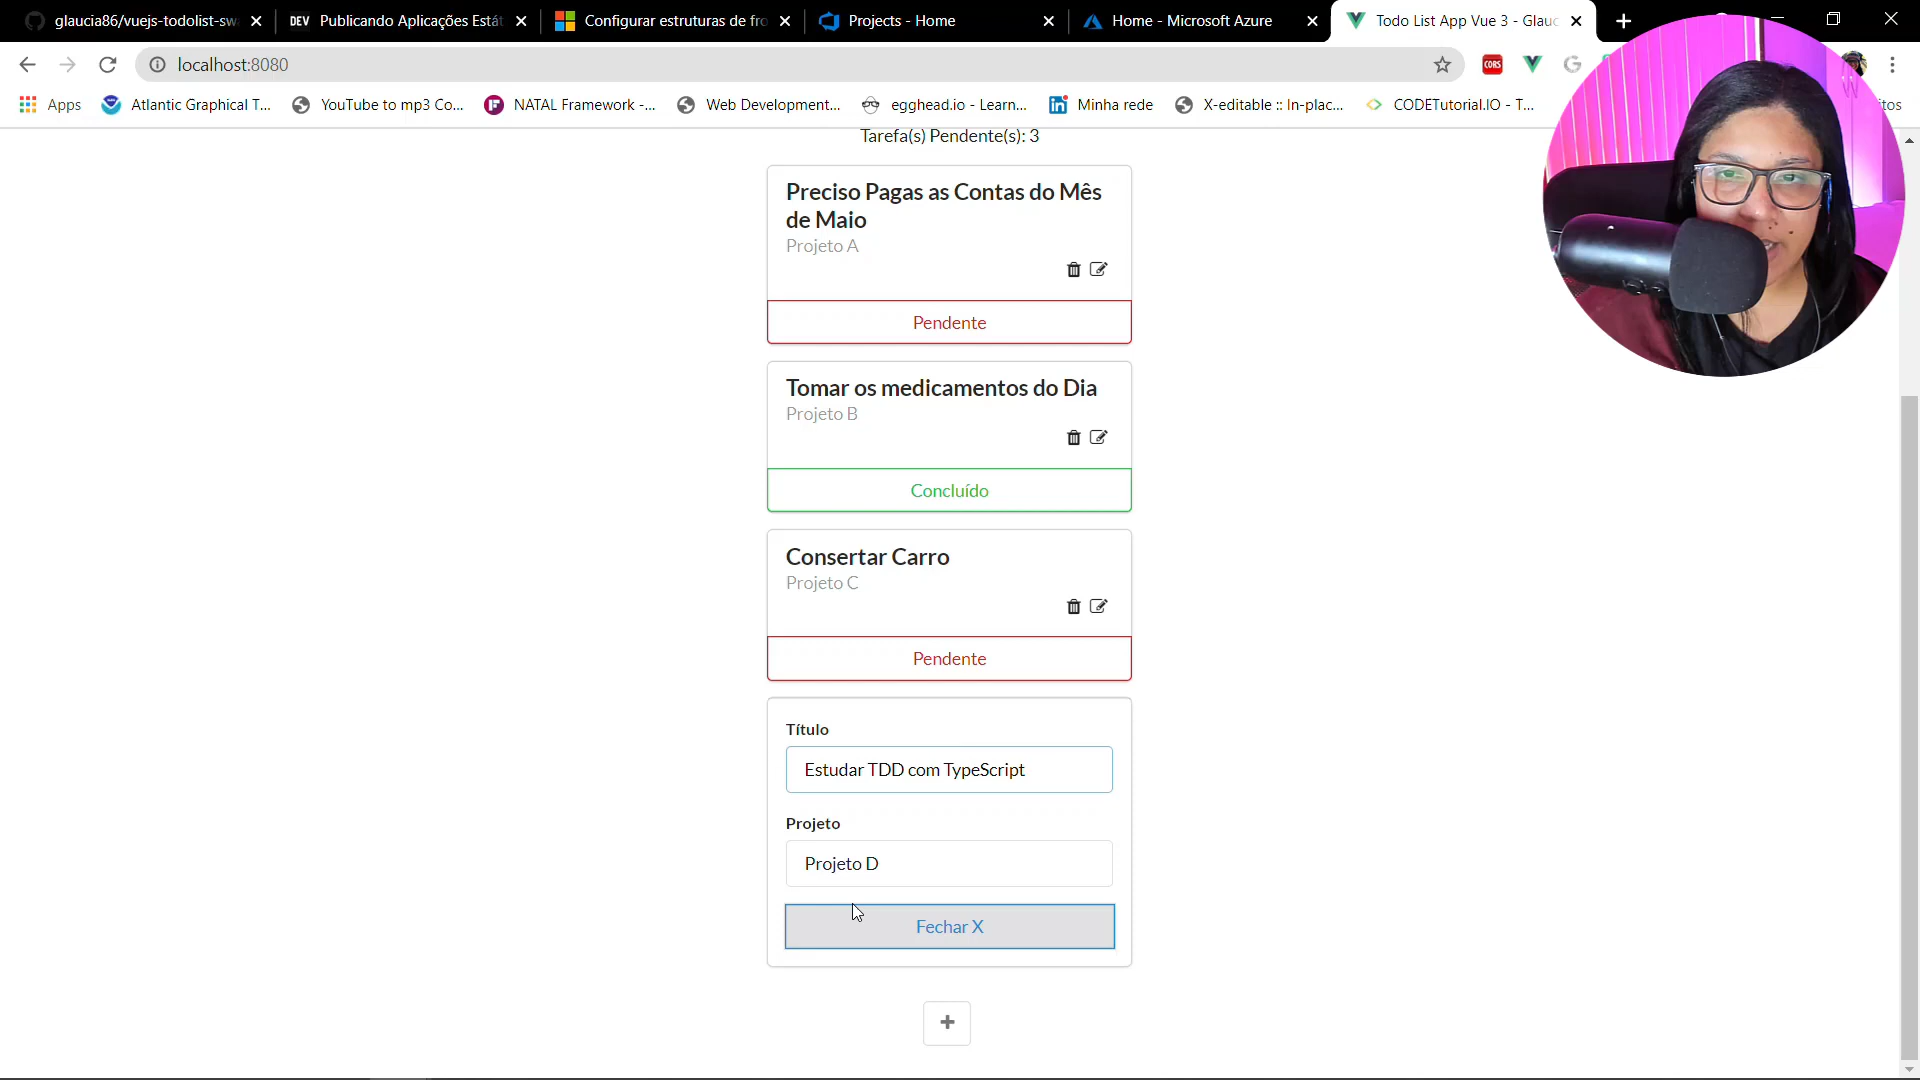 glaucia86/vuejs-todolist-sw
Publicando Aplicações Estát
Configurar estruturas de fro
Projects - Home
Home - Microsoft Azure
Todo List App Vue 3 - Glauc
localhost:8080
CORS
Apps
Atlantic Graphical T...
YouTube to mp3 Co...
NATAL Framework -...
Web Development...
egghead.io - Learn...
Minha rede
X-editable :: In-plac...
CODETutorial.IO - T...
itos
Tarefa(s) Pendente(s): 3
Preciso Pagas as Contas do Mês
de Maio
Projeto A
Pendente
Tomar os medicamentos do Dia
Projeto B
Concluído
Consertar Carro
Projeto C
Pendente
Título
Estudar TDD com TypeScript
Projeto
Projeto D
Fechar X
+